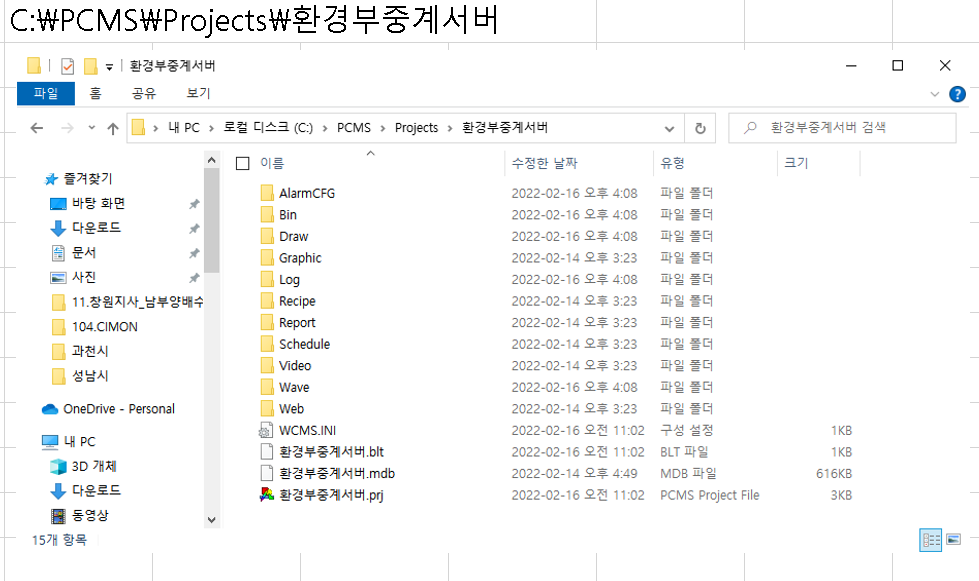 C:₩PCMS₩Projects₩환경부중계서버
환경부중계서버
파일 홈 공유 보기
내 PC > 로컬 디스크 (C:) > PCMS > Projects > 환경부중계서버
환경부중계서버 검색
이름 수정한 날짜 유형 크기
즐겨찾기
바탕 화면
다운로드
문서
사진
11.창원지사_남부양배수
104.CIMON
과천시
성남시
OneDrive - Personal
내 PC
3D 개체
다운로드
동영상
AlarmCFG 2022-02-16 오후 4:08 파일 폴더
Bin 2022-02-16 오후 4:08 파일 폴더
Draw 2022-02-16 오후 4:08 파일 폴더
Graphic 2022-02-14 오후 3:23 파일 폴더
Log 2022-02-16 오후 4:08 파일 폴더
Recipe 2022-02-14 오후 3:23 파일 폴더
Report 2022-02-14 오후 3:23 파일 폴더
Schedule 2022-02-14 오후 3:23 파일 폴더
Video 2022-02-14 오후 3:23 파일 폴더
Wave 2022-02-16 오후 4:08 파일 폴더
Web 2022-02-14 오후 3:23 파일 폴더
WCMS.INI 2022-02-16 오전 11:02 구성 설정 1KB
환경부중계서버.blt 2022-02-16 오전 11:02 BLT 파일 1KB
환경부중계서버.mdb 2022-02-14 오후 4:49 MDB 파일 616KB
환경부중계서버.prj 2022-02-16 오전 11:02 PCMS Project File 3KB
15개 항목